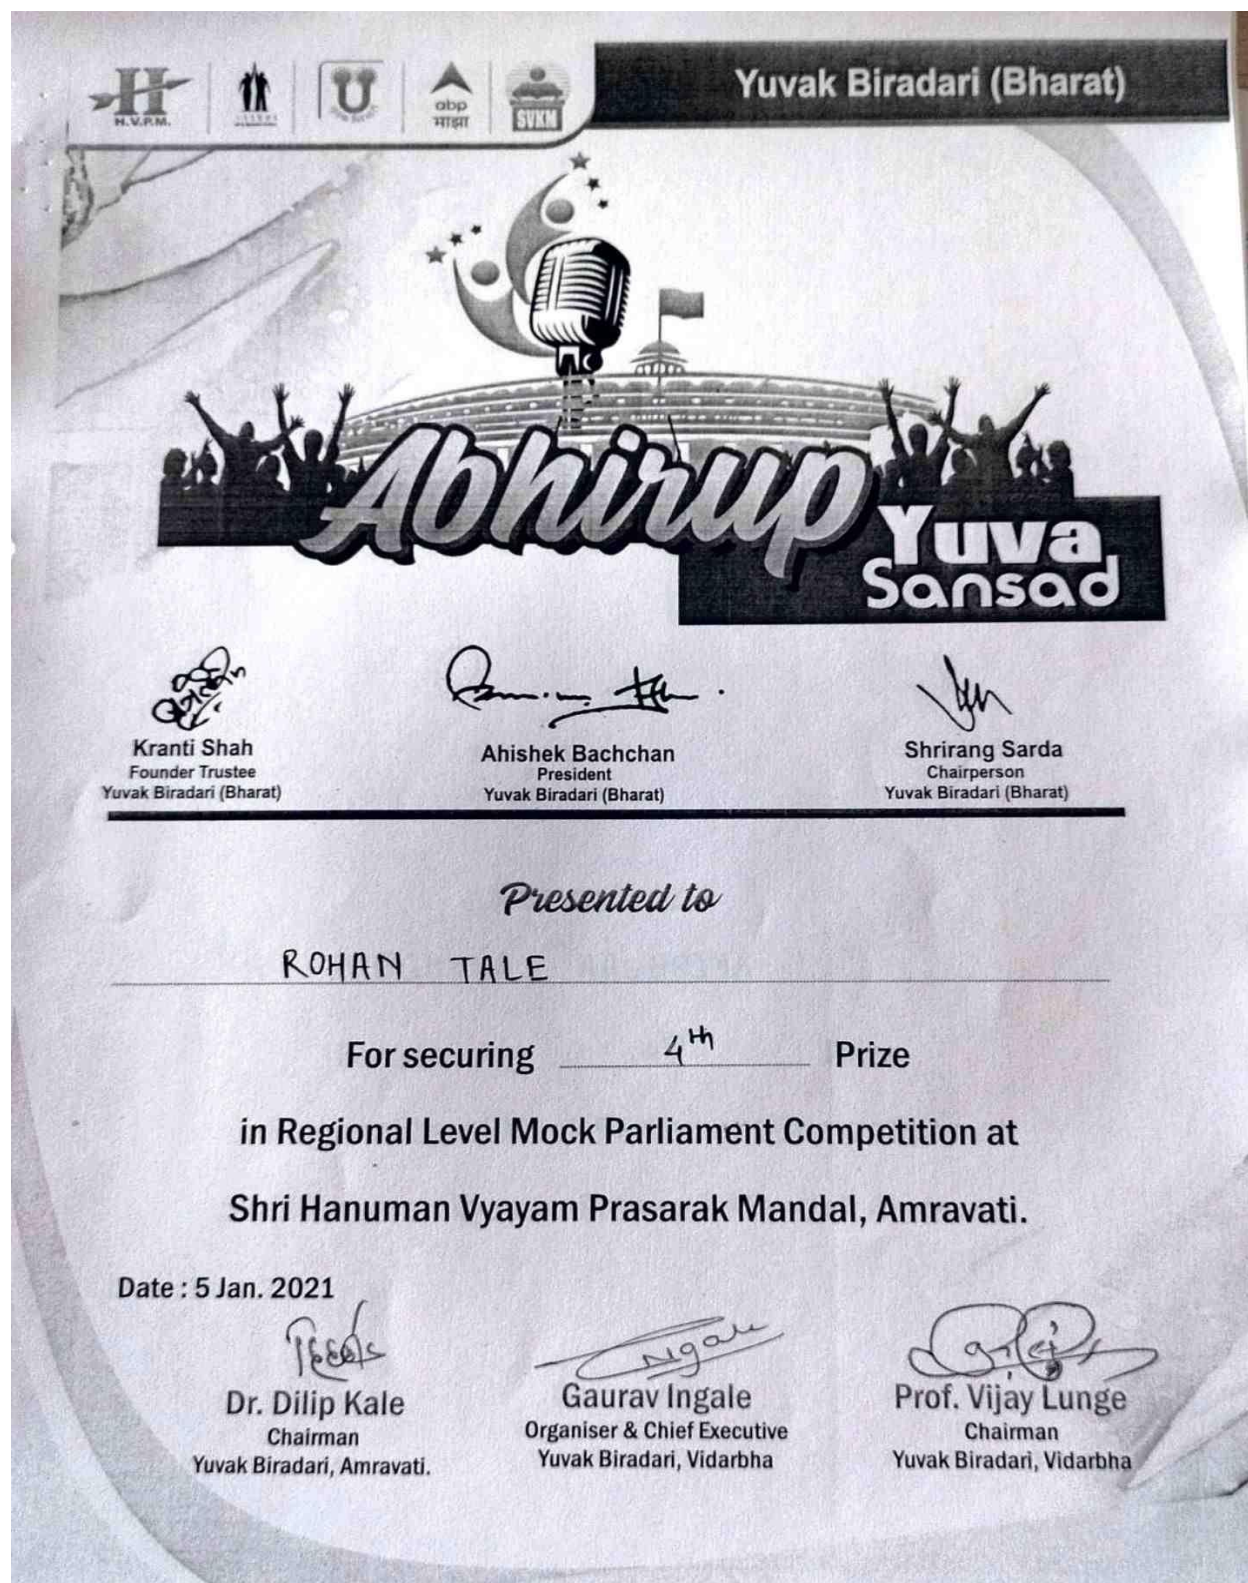 H.V.P.M.
abp
माझा
SVKM
Yuvak Biradari (Bharat)
Abhirup
Yuva
Sansad
Kranti Shah
Founder Trustee
Yuvak Biradari (Bharat)
Ahishek Bachchan
President
Yuvak Biradari (Bharat)
Shrirang Sarda
Chairperson
Yuvak Biradari (Bharat)
Presented to
ROHAN TALE
For securing 4th Prize
in Regional Level Mock Parliament Competition at
Shri Hanuman Vyayam Prasarak Mandal, Amravati.
Date : 5 Jan. 2021
Dr. Dilip Kale
Chairman
Yuvak Biradari, Amravati.
Ngale
Gaurav Ingale
Organiser & Chief Executive
Yuvak Biradari, Vidarbha
Prof. Vijay Lunge
Chairman
Yuvak Biradari, Vidarbha